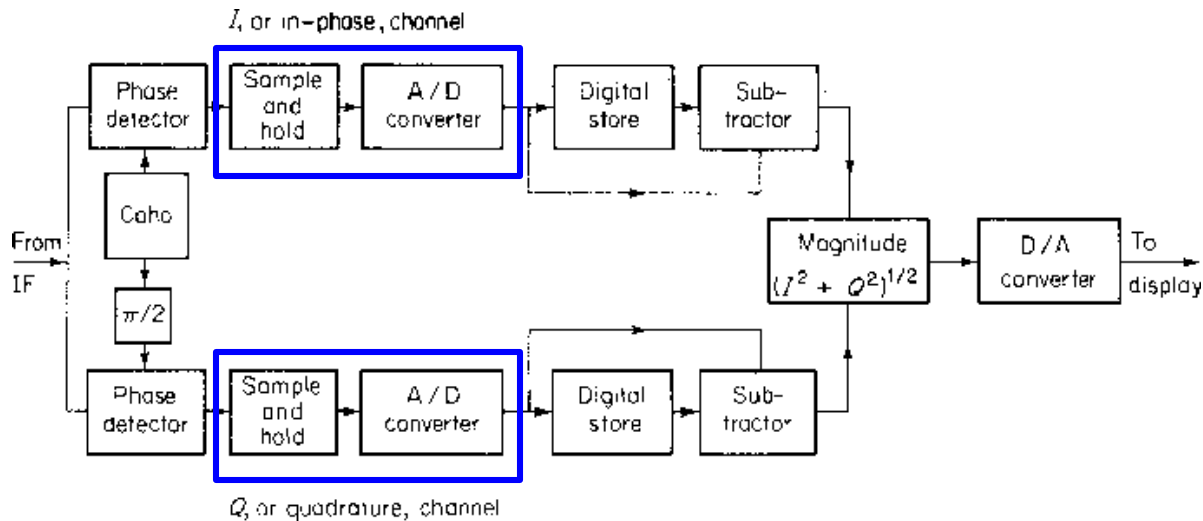 I, or in-phase, channel
Phase
detector
Sample
and
hold
A/D
converter
Digital
store
Sub-
tractor
Coho
From
IF
π/2
Magnitude
(I² + Q²)^1/2
D/A
converter
To
display
Phase
detector
Sample
and
hold
A/D
converter
Digital
store
Sub-
tractor
Q, or quadrature, channel